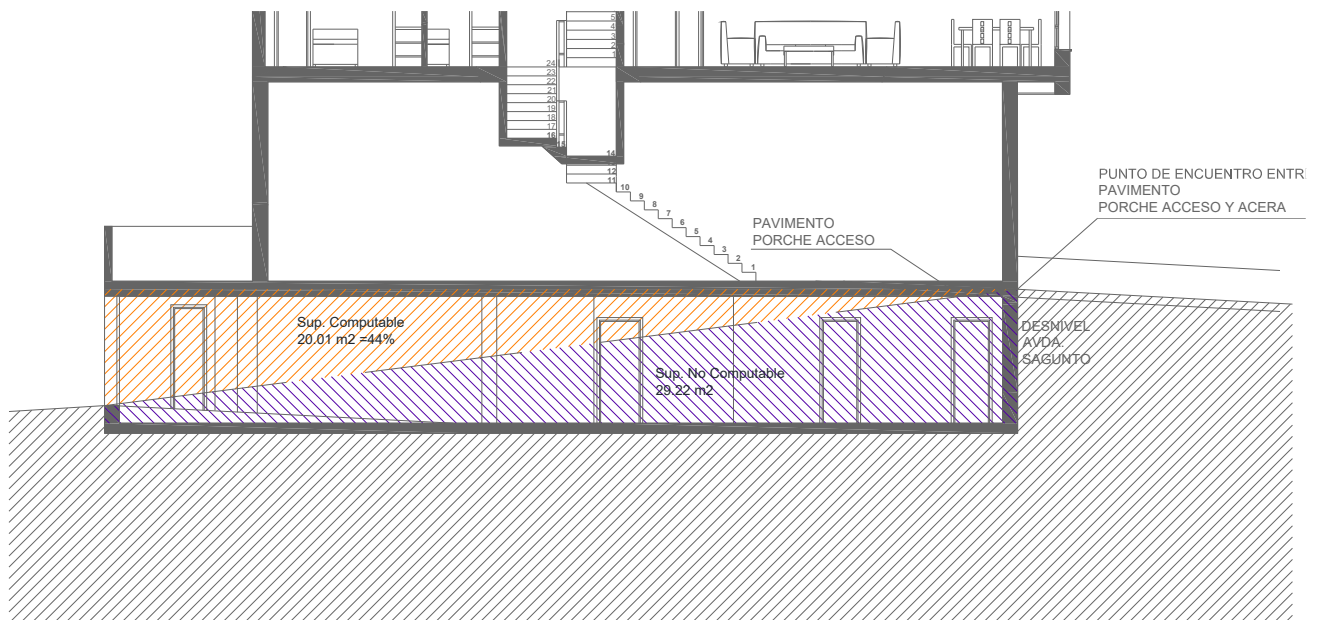 5
4
3
2
1
24
23
22
21
20
19
18
17
16
15
14
12
11
10
9
8
7
6
5
4
3
2
1
PUNTO DE ENCUENTRO ENTR
PAVIMENTO
PORCHE ACCESO Y ACERA
PAVIMENTO
PORCHE ACCESO
Sup. Computable
20.01 m2 =44%
DESNIVEL
AVDA.
SAGUNTO
Sup. No Computable
29.22 m2